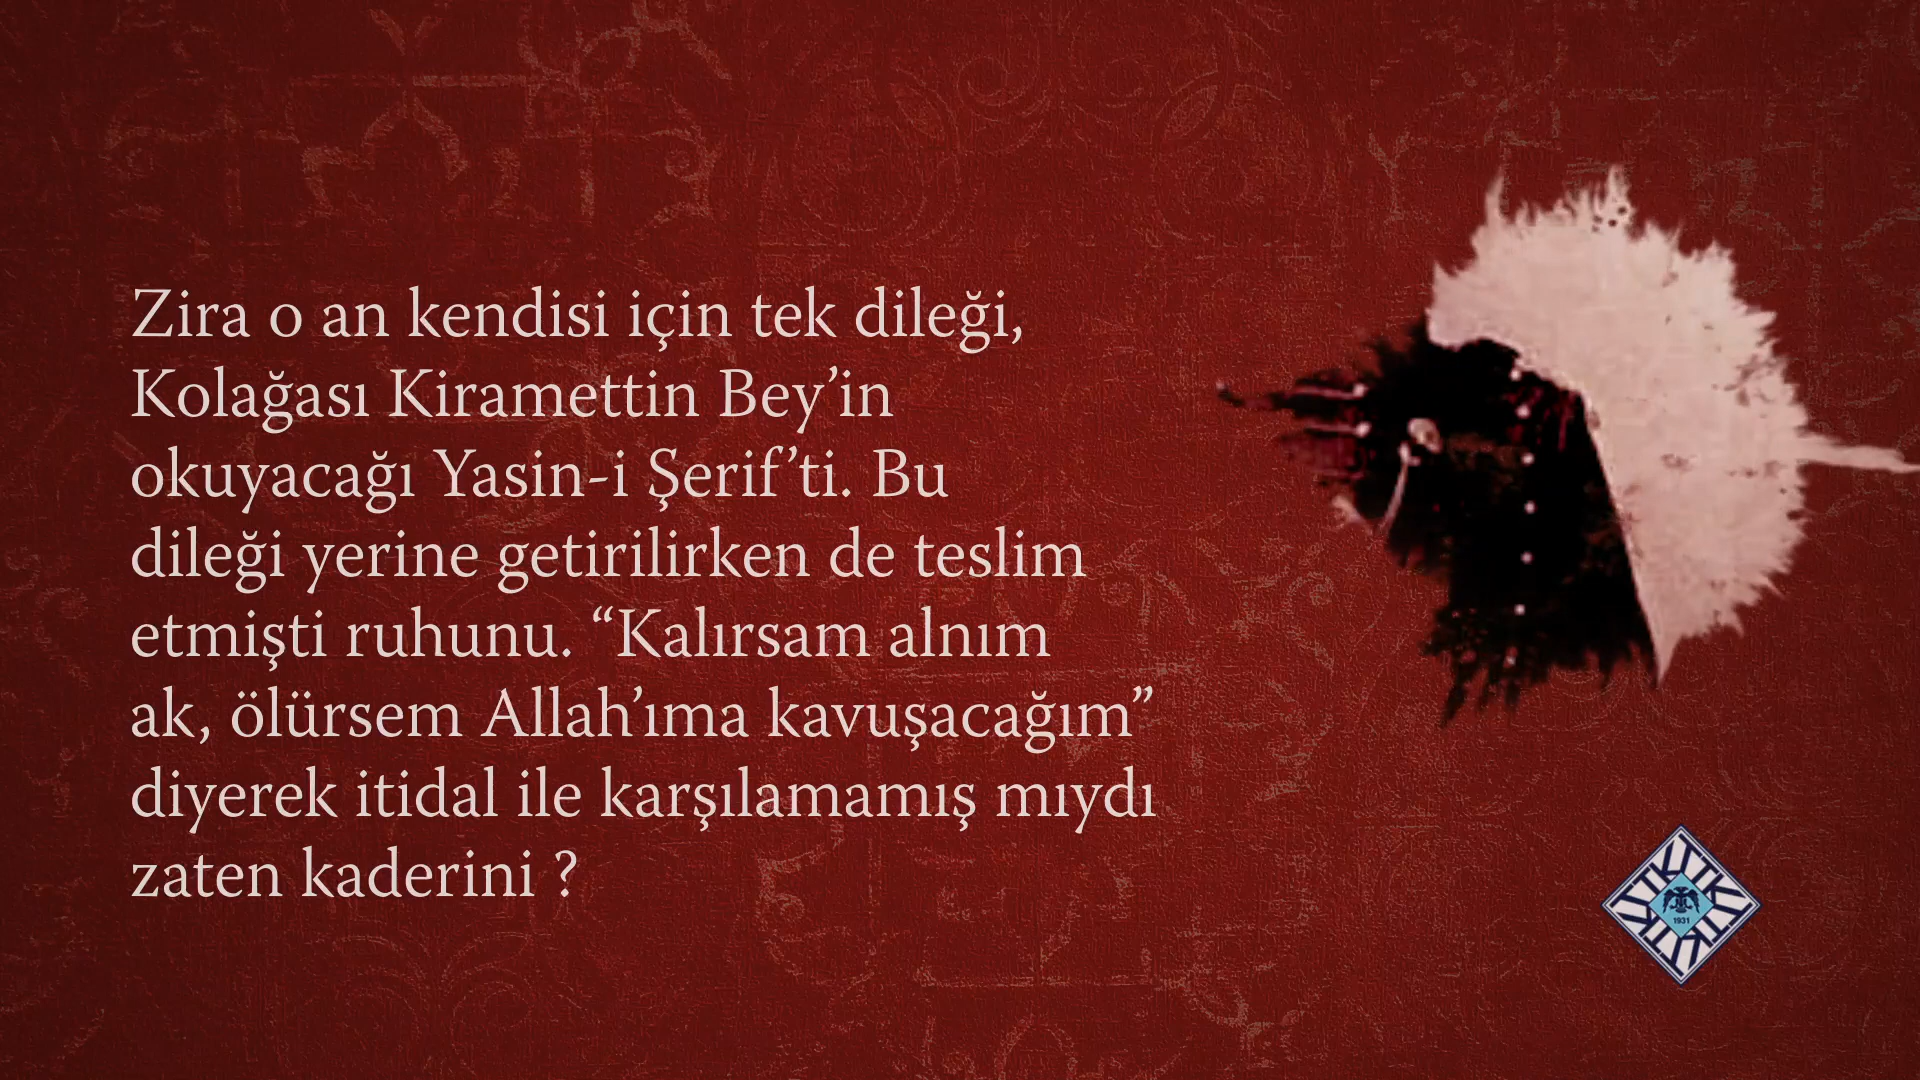 Zira o an kendisi için tek dileği,
Kolağası Kiramettin Bey’in
okuyacağı Yasin-i Şerif’ti. Bu
dileği yerine getirilirken de teslim
etmişti ruhunu. “Kalırsam alnım
ak, ölürsem Allah’ıma kavuşacağım”
diyerek itidal ile karşılamamış mıydı
zaten kaderini ?
1931